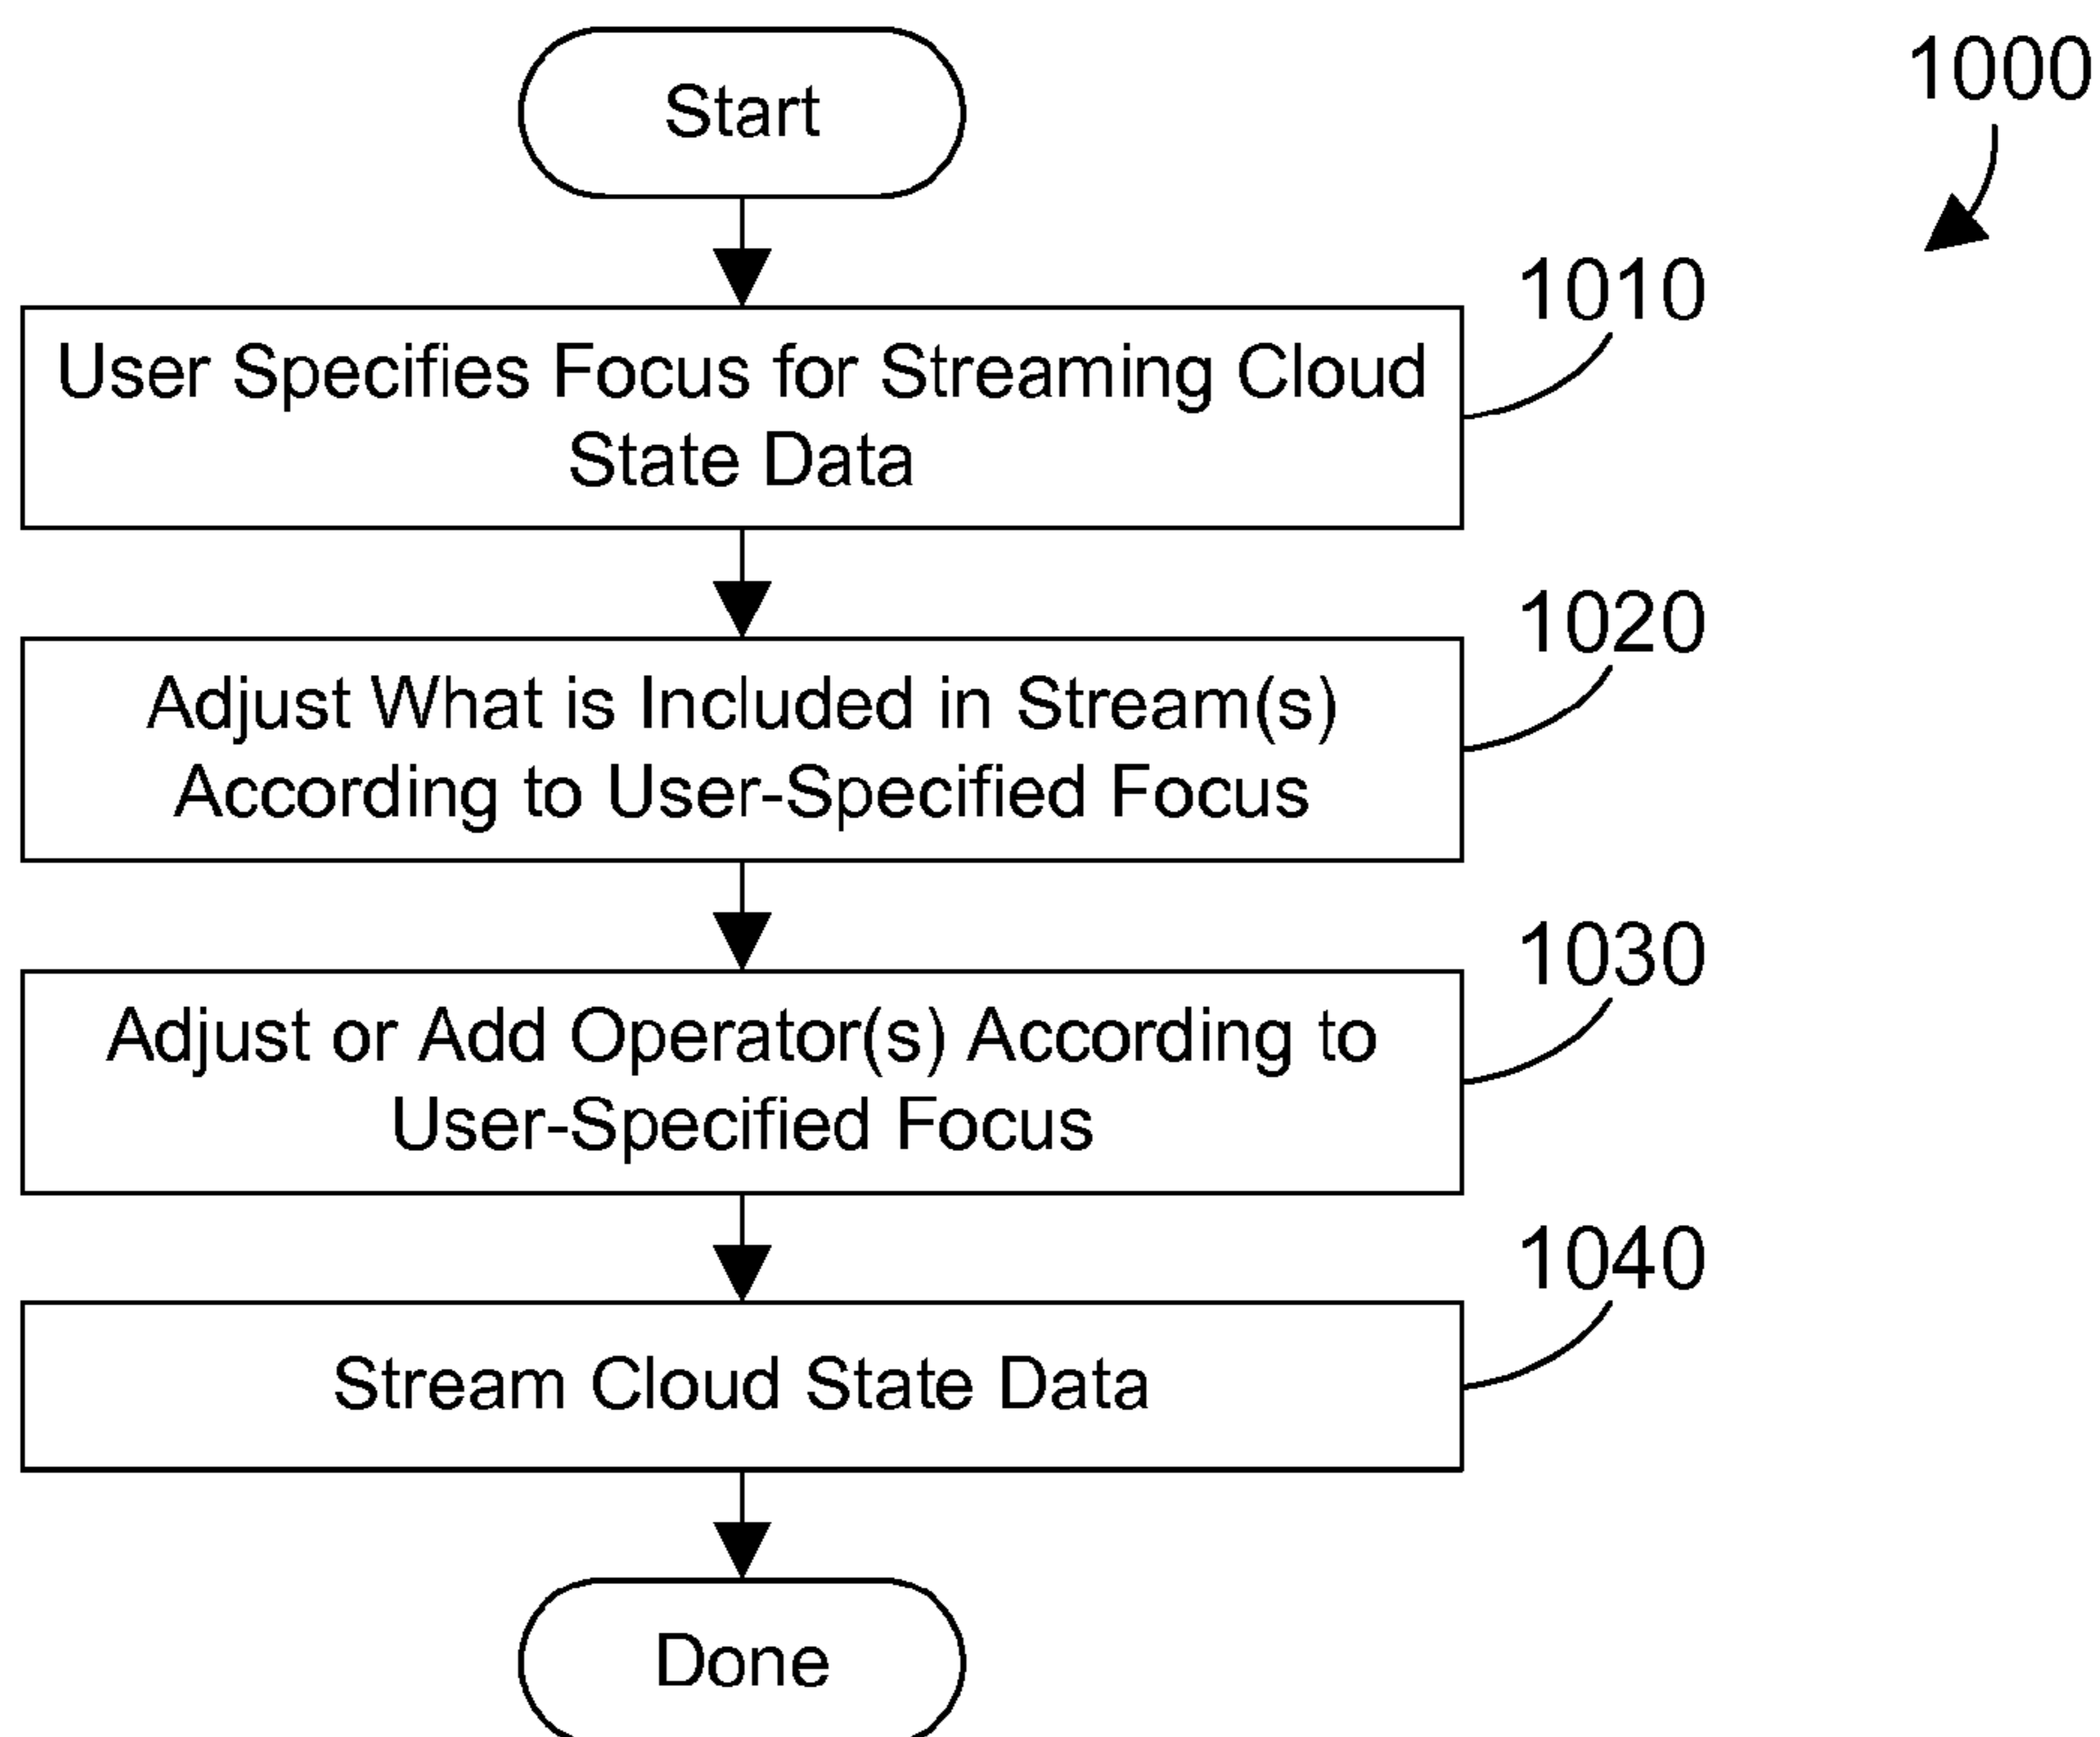 Start
1000
1010
User Specifies Focus for Streaming Cloud
State Data
1020
Adjust What is Included in Stream(s)
According to User-Specified Focus
1030
Adjust or Add Operator(s) According to
User-Specified Focus
1040
Stream Cloud State Data
Done